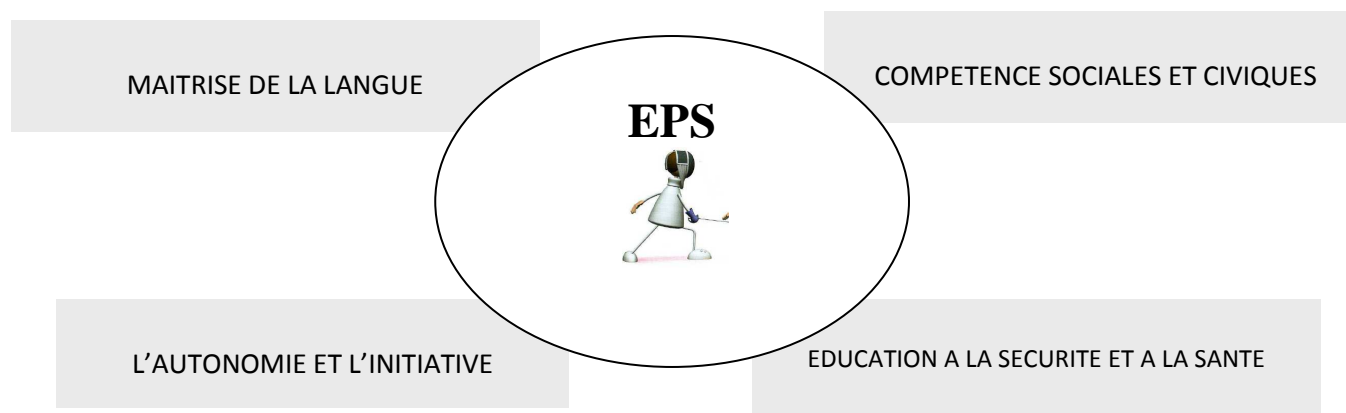 MAITRISE DE LA LANGUE
COMPETENCE SOCIALES ET CIVIQUES
EPS
L’AUTONOMIE ET L’INITIATIVE
EDUCATION A LA SECURITE ET A LA SANTE